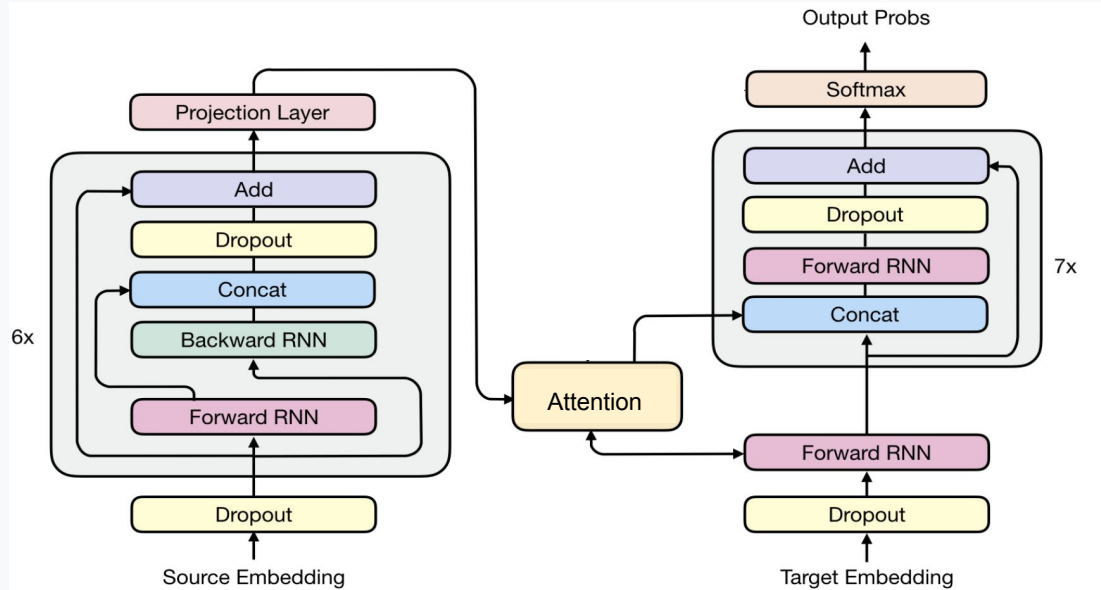 Output Probs
Softmax
Projection Layer
Add
Dropout
Concat
Backward RNN
Forward RNN
6x
Dropout
Source Embedding
Attention
Add
Dropout
Forward RNN
Concat
7x
Forward RNN
Dropout
Target Embedding